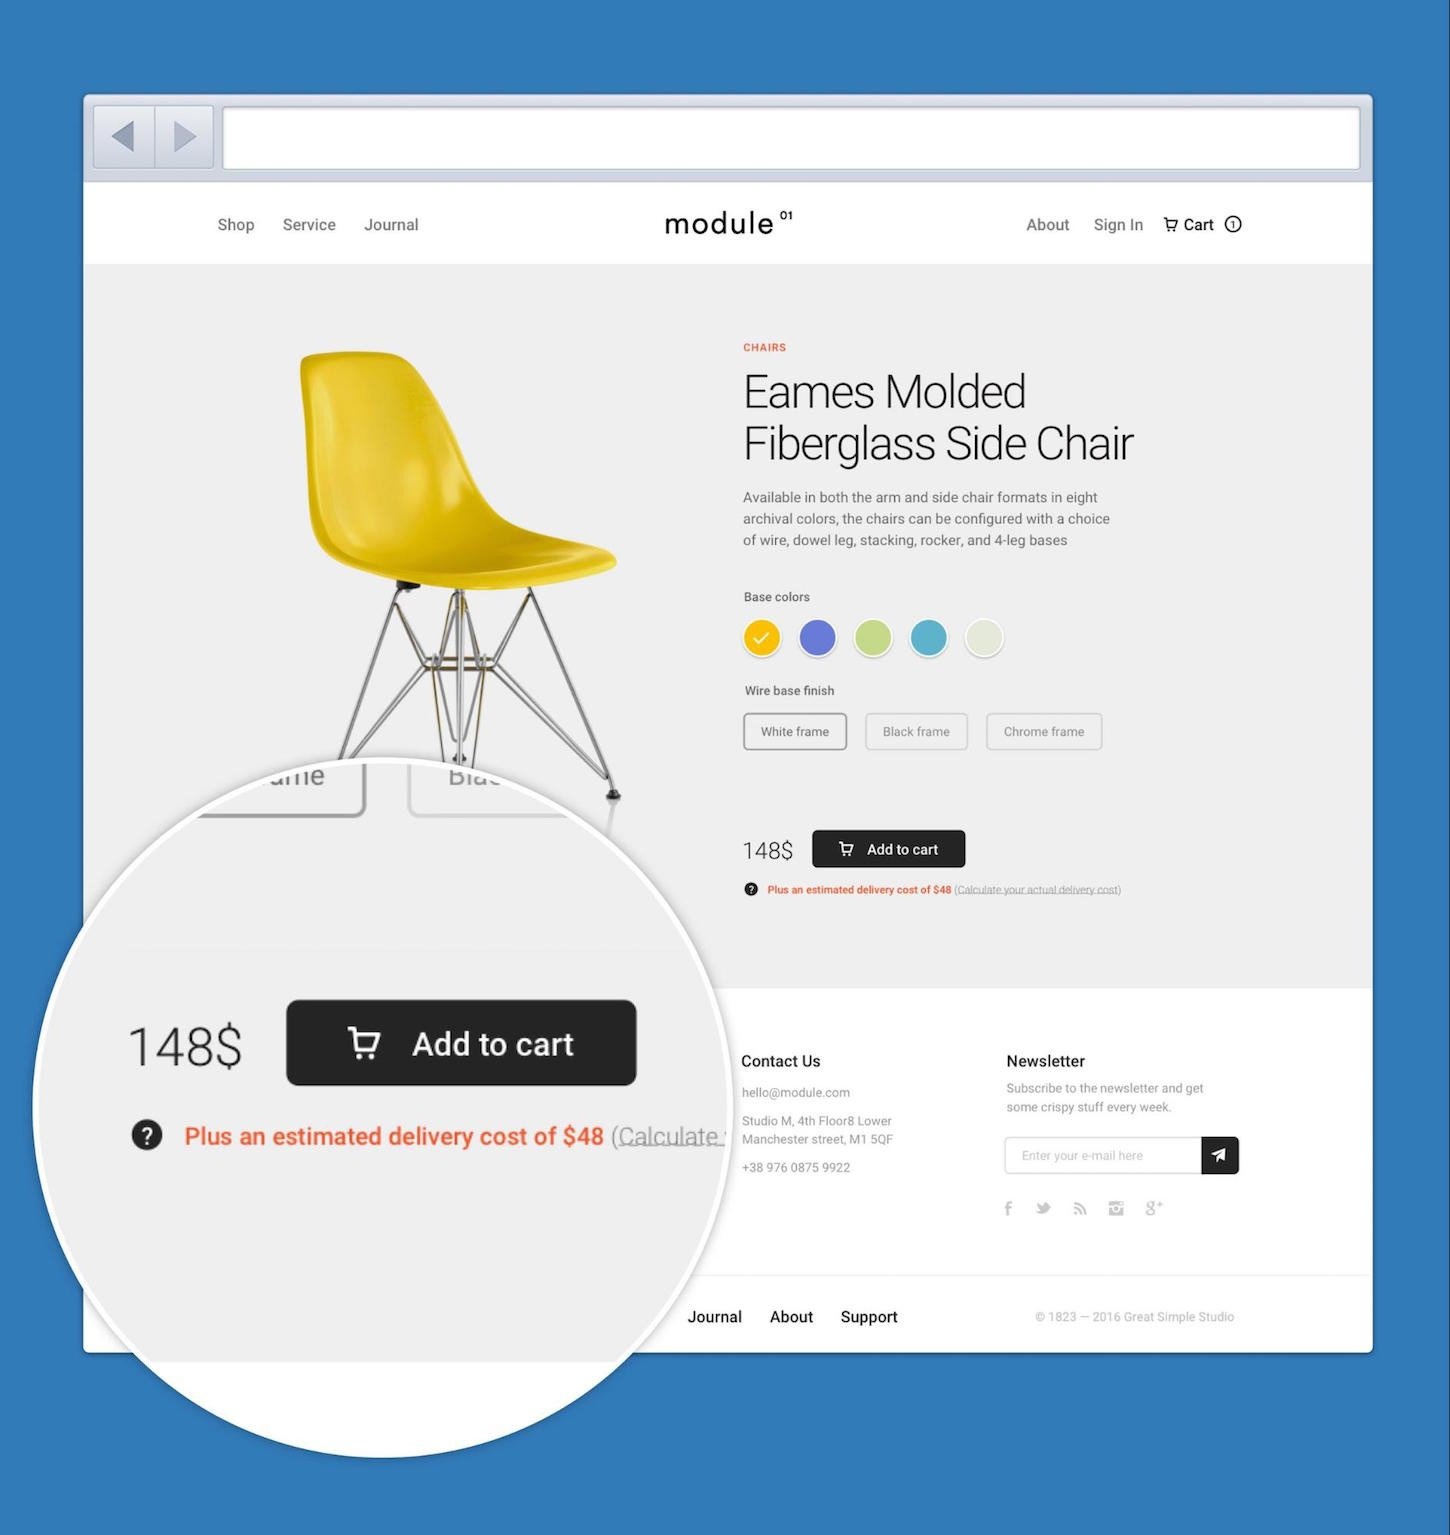 Shop Service Journal
module 01
About Sign In Cart 1
CHAIRS
Eames Molded
Fiberglass Side Chair
Available in both the arm and side chair formats in eight
archival colors, the chairs can be configured with a choice
of wire, dowel leg, stacking, rocker, and 4-leg bases
Base colors
Wire base finish
White frame Black frame Chrome frame
148$ Add to cart
? Plus an estimated delivery cost of $48 (Calculate your actual delivery cost)
148$ Add to cart
? Plus an estimated delivery cost of $48 (Calculate
Contact Us
hello@module.com
Studio M, 4th Floor8 Lower
Manchester street, M1 5QF
+38 976 0875 9922
Newsletter
Subscribe to the newsletter and get
some crispy stuff every week.
Enter your e-mail here
Journal About Support
© 1823 — 2016 Great Simple Studio